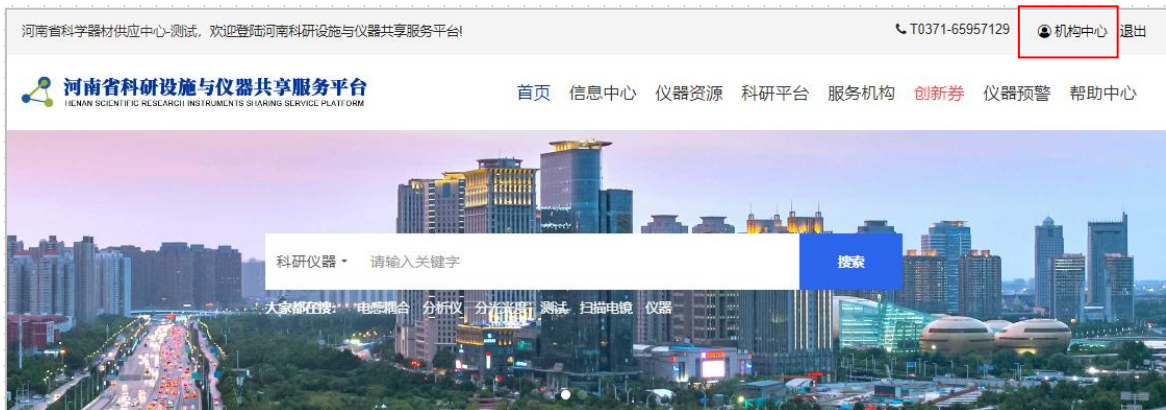 河南省科学器材供应中心-测试，欢迎登陆河南科研设施与仪器共享服务平台! T0371-65957129 机构中心 退出
河南省科研设施与仪器共享服务平台
HENAN SCIENTIFIC RESEARCH INSTRUMENTS SHARING SERVICE PLATFORM
首页 信息中心 仪器资源 科研平台 服务机构 创新券 仪器预警 帮助中心
科研仪器 请输入关键字 搜索
大家都在搜： 电感耦合 分析仪 分光光度 测试 扫描电镜 仪器